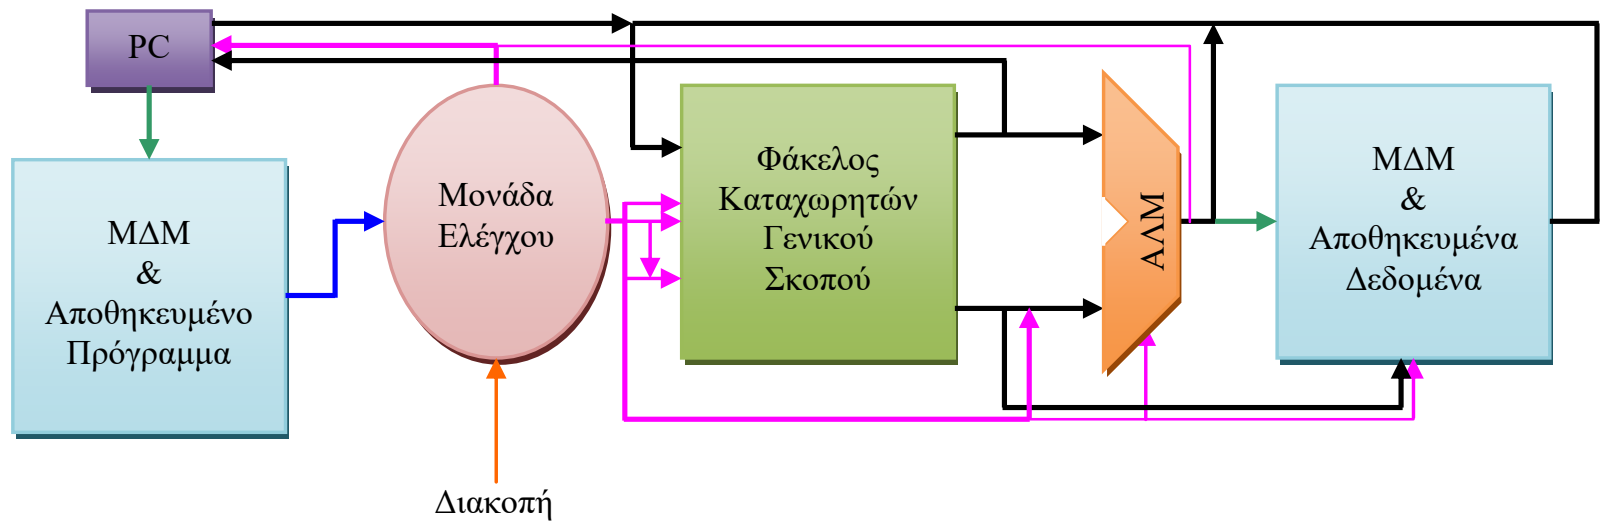 PC
ΜΔΜ
&
Αποθηκευμένο
Πρόγραμμα
Μονάδα
Ελέγχου
Διακοπή
Φάκελος
Καταχωρητών
Γενικού
Σκοπού
ΑΛΜ
ΜΔΜ
&
Αποθηκευμένα
Δεδομένα